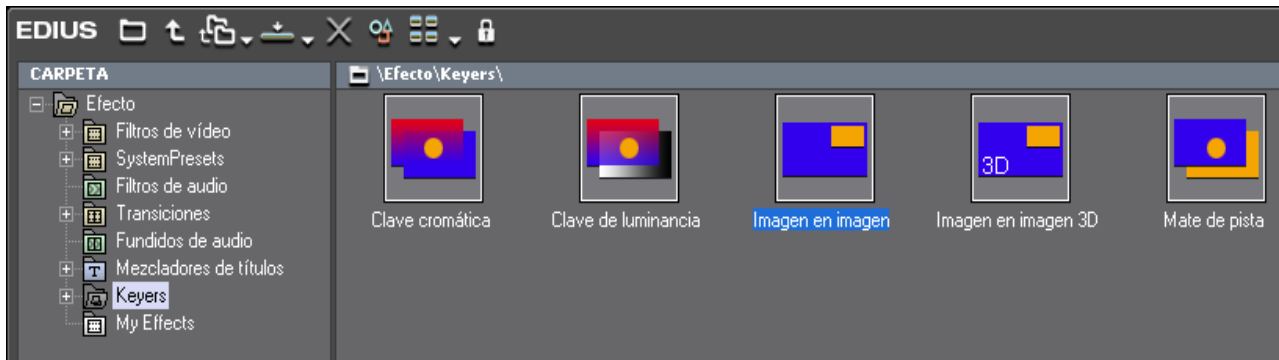 EDIUS
CARPETA
\Efecto\Keyers\
Efecto
Filtros de vídeo
SystemPresets
Filtros de audio
Transiciones
Fundidos de audio
Mezcladores de títulos
Keyers
My Effects
3D
Clave cromática
Clave de luminancia
Imagen en imagen
Imagen en imagen 3D
Mate de pista